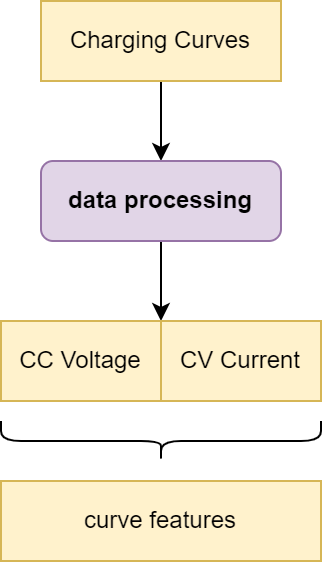 Charging Curves
data processing
CC Voltage
CV Current
curve features